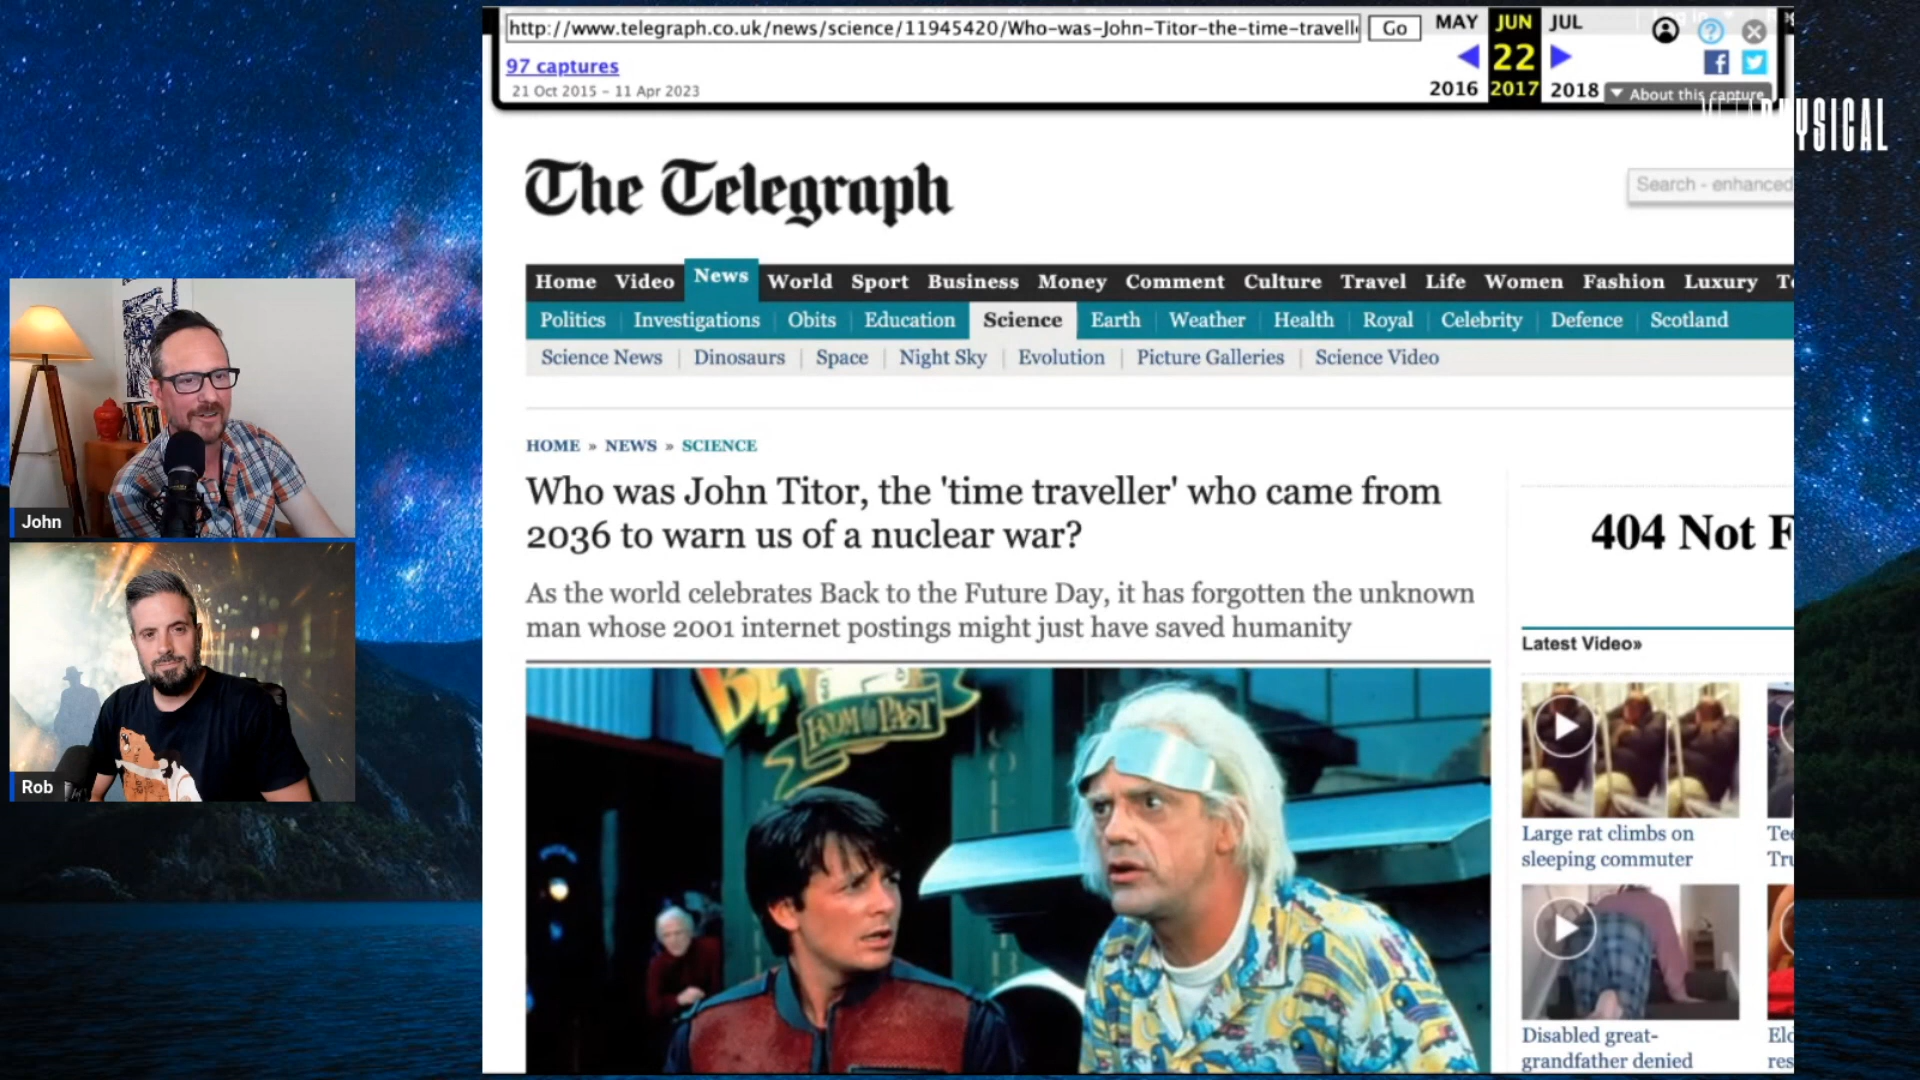 http://www.telegraph.co.uk/news/science/11945420/Who-was-John-Titor-the-time-travell
Go
MAY JUN JUL
22
2016 2017 2018
97 captures
21 Oct 2015 – 11 Apr 2023
About this capture
PHYSICAL
The Telegraph
Search - enhanced
Home Video News World Sport Business Money Comment Culture Travel Life Women Fashion Luxury
Politics Investigations Obits Education Science Earth Weather Health Royal Celebrity Defence Scotland
Science News Dinosaurs Space Night Sky Evolution Picture Galleries Science Video
HOME » NEWS » SCIENCE
Who was John Titor, the 'time traveller' who came from
2036 to warn us of a nuclear war?
As the world celebrates Back to the Future Day, it has forgotten the unknown
man whose 2001 internet postings might just have saved humanity
FROM the PAST
404 Not F
Latest Video»
Large rat climbs on
sleeping commuter
Disabled great-
grandfather denied
John
Rob